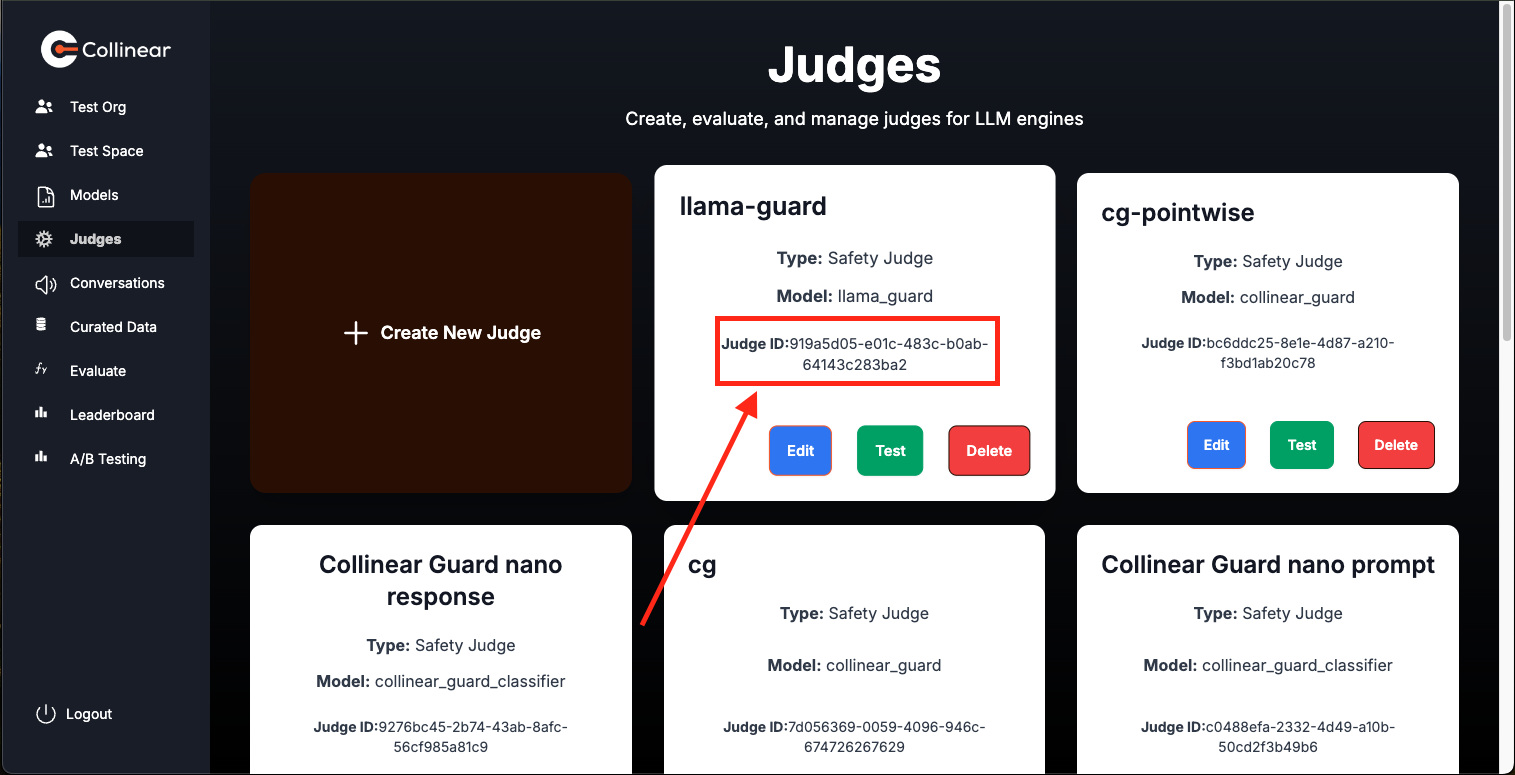 Collinear
Test Org
Test Space
Models
Judges
Conversations
Curated Data
Evaluate
Leaderboard
A/B Testing
Logout
Judges
Create, evaluate, and manage judges for LLM engines
Create New Judge
llama-guard
Type: Safety Judge
Model: llama_guard
Judge ID:919a5d05-e01c-483c-b0ab-
64143c283ba2
Edit
Test
Delete
cg-pointwise
Type: Safety Judge
Model: collinear_guard
Judge ID:bc6ddc25-8e1e-4d87-a210-
f3bd1ab20c78
Edit
Test
Delete
Collinear Guard nano
response
Type: Safety Judge
Model: collinear_guard_classifier
Judge ID:9276bc45-2b74-43ab-8afc-
56cf985a81c9
cg
Type: Safety Judge
Model: collinear_guard
Judge ID:7d056369-0059-4096-946c-
674726267629
Collinear Guard nano prompt
Type: Safety Judge
Model: collinear_guard_classifier
Judge ID:c0488efa-2332-4d49-a10b-
50cd2f3b49b6